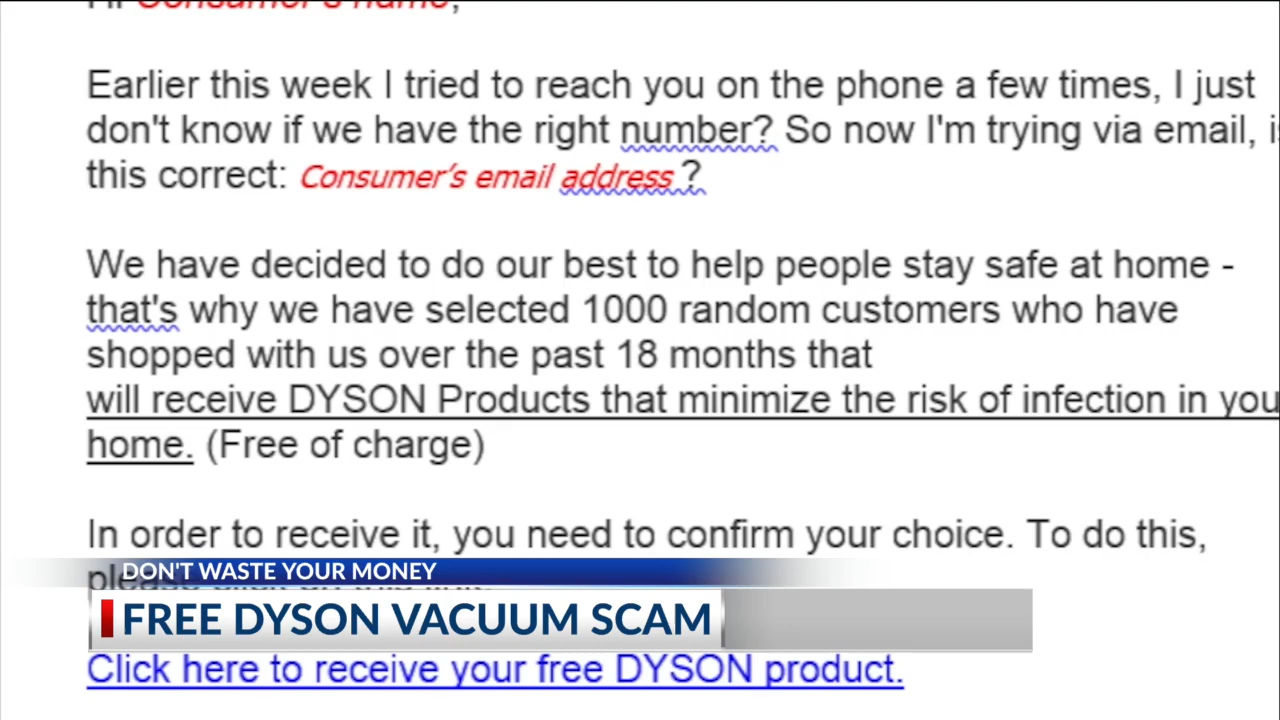 Consumer's name,
Earlier this week I tried to reach you on the phone a few times, I just
don't know if we have the right number? So now I'm trying via email, i
this correct: Consumer's email address ?
We have decided to do our best to help people stay safe at home -
that's why we have selected 1000 random customers who have
shopped with us over the past 18 months that
will receive DYSON Products that minimize the risk of infection in you
home. (Free of charge)
In order to receive it, you need to confirm your choice. To do this,
DON'T WASTE YOUR MONEY
FREE DYSON VACUUM SCAM
Click here to receive your free DYSON product.